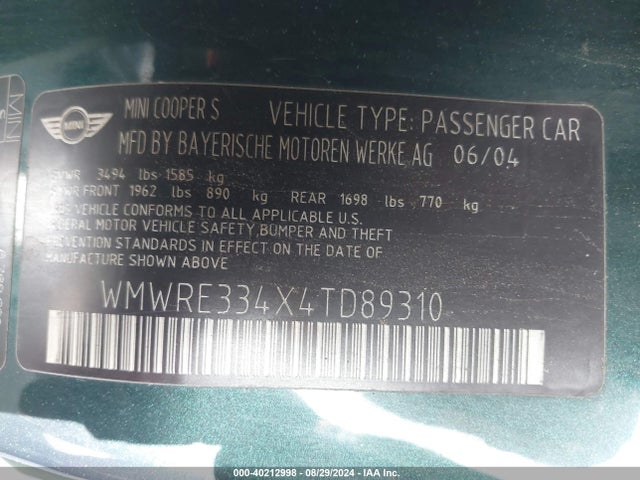 MINI
MINI COOPER S VEHICLE TYPE: PASSENGER CAR
MFD BY BAYERISCHE MOTOREN WERKE AG 06/04
3494 lbs 1585 kg
FRONT 1962 lbs 890 kg REAR 1698 lbs 770 kg
VEHICLE CONFORMS TO ALL APPLICABLE U.S.
MOTOR VEHICLE SAFETY,BUMPER AND THEFT
STANDARDS IN EFFECT ON THE DATE OF
MANUFACTURE SHOWN ABOVE
WMWRE334X4TD89310
000-40212998 - 08/29/2024 - IAA Inc.